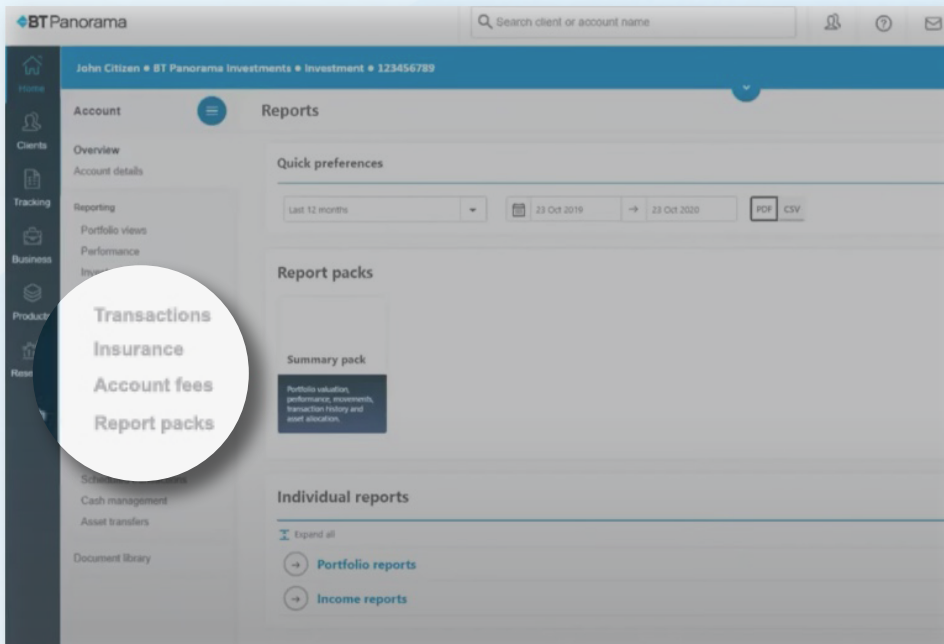 BT Panorama
Search client or account name
Home
Clients
Tracking
Business
John Citizen • BT Panorama Investments • Investment • 123456789
Account
Overview
Account details
Reporting
Portfolio views
Performance
Transactions
Insurance
Account fees
Report packs
Cash management
Asset transfers
Document library
Reports
Quick preferences
Last 12 months
23 Oct 2019 → 23 Oct 2020
PDF CSV
Report packs
Summary pack
Portfolio valuation,
performance, movements,
transaction history and
asset allocation.
Individual reports
Expand all
Portfolio reports
Income reports